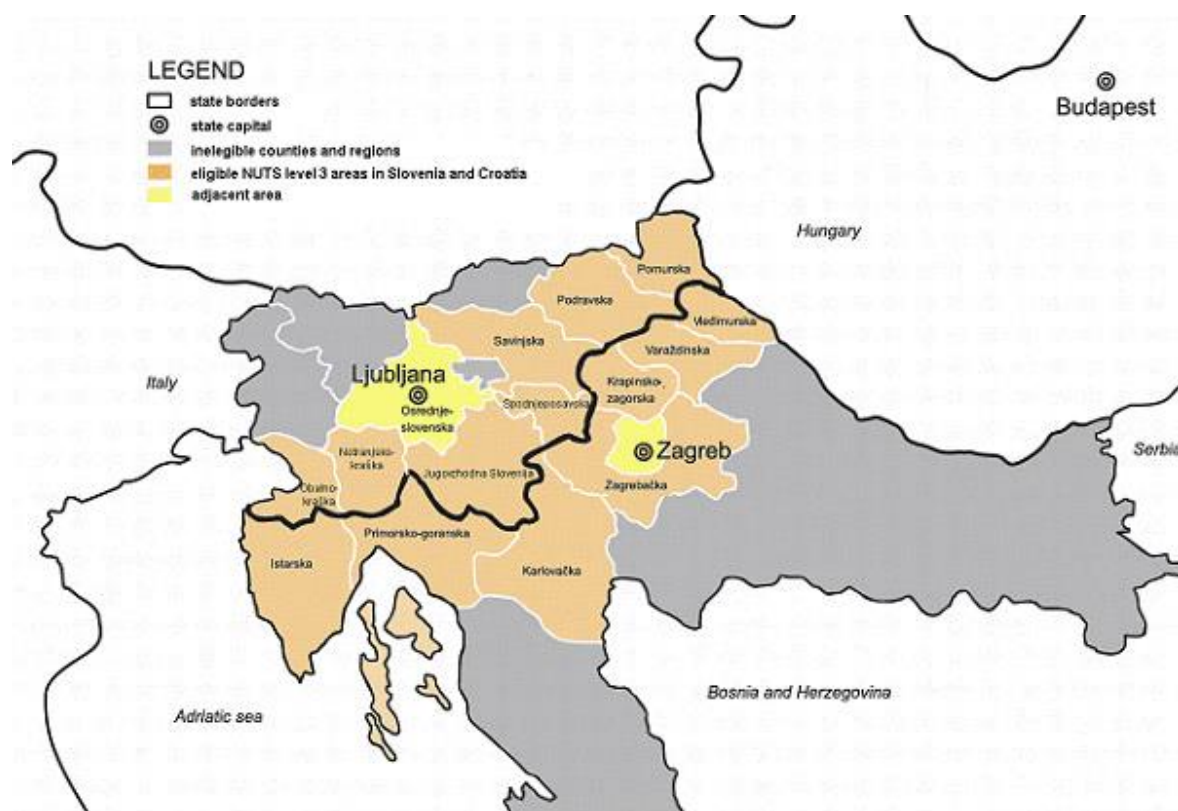 LEGEND
state borders
state capital
inelegible counties and regions
eligible NUTS level 3 areas in Slovenia and Croatia
adjacent area
Budapest
Hungary
Pomurska
Podravska
Međimurska
Savinjska
Varaždinska
Italy
Ljubljana
Krapinsko-
zagorska
Spodnjeposavska
Osrednje-
slovenska
Zagreb
Serbia
Notranjsko-
kraška
Jugovzhodna Slovenija
Zagrebačka
Obalno-
kraška
Primorsko-goranska
Istarska
Karlovačka
Bosnia and Herzegovina
Adriatic sea